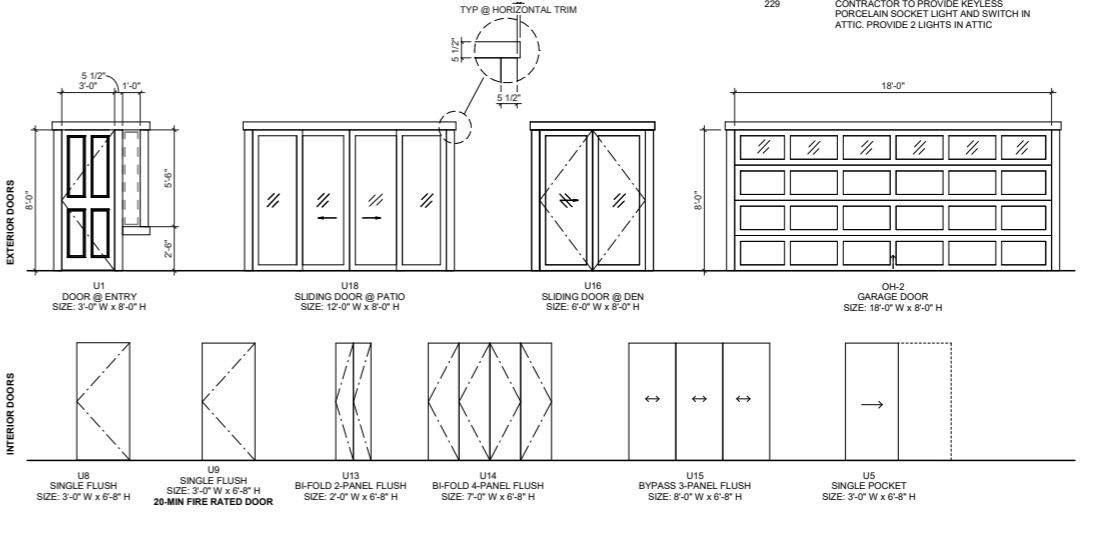 TYP @ HORIZONTAL TRIM
229 CONTRACTOR TO PROVIDE KEYLESS
PORCELAIN SOCKET LIGHT AND SWITCH IN
ATTIC. PROVIDE 2 LIGHTS IN ATTIC
5 1/2"
5 1/2"
5 1/2"
3'-0"
1'-0"
18'-0"
EXTERIOR DOORS
8'-0"
5'-6"
2'-6"
8'-0"
U1
DOOR @ ENTRY
SIZE: 3'-0" W x 8'-0" H
U18
SLIDING DOOR @ PATIO
SIZE: 12'-0" W x 8'-0" H
U16
SLIDING DOOR @ DEN
SIZE: 6'-0" W x 8'-0" H
OH-2
GARAGE DOOR
SIZE: 18'-0" W x 8'-0" H
INTERIOR DOORS
U8
SINGLE FLUSH
SIZE: 3'-0" W x 6'-8" H
U9
SINGLE FLUSH
SIZE: 3'-0" W x 6'-8" H
20-MIN FIRE RATED DOOR
U13
BI-FOLD 2-PANEL FLUSH
SIZE: 2'-0" W x 6'-8" H
U14
BI-FOLD 4-PANEL FLUSH
SIZE: 7'-0" W x 6'-8" H
U15
BYPASS 3-PANEL FLUSH
SIZE: 8'-0" W x 6'-8" H
U5
SINGLE POCKET
SIZE: 3'-0" W x 6'-8" H